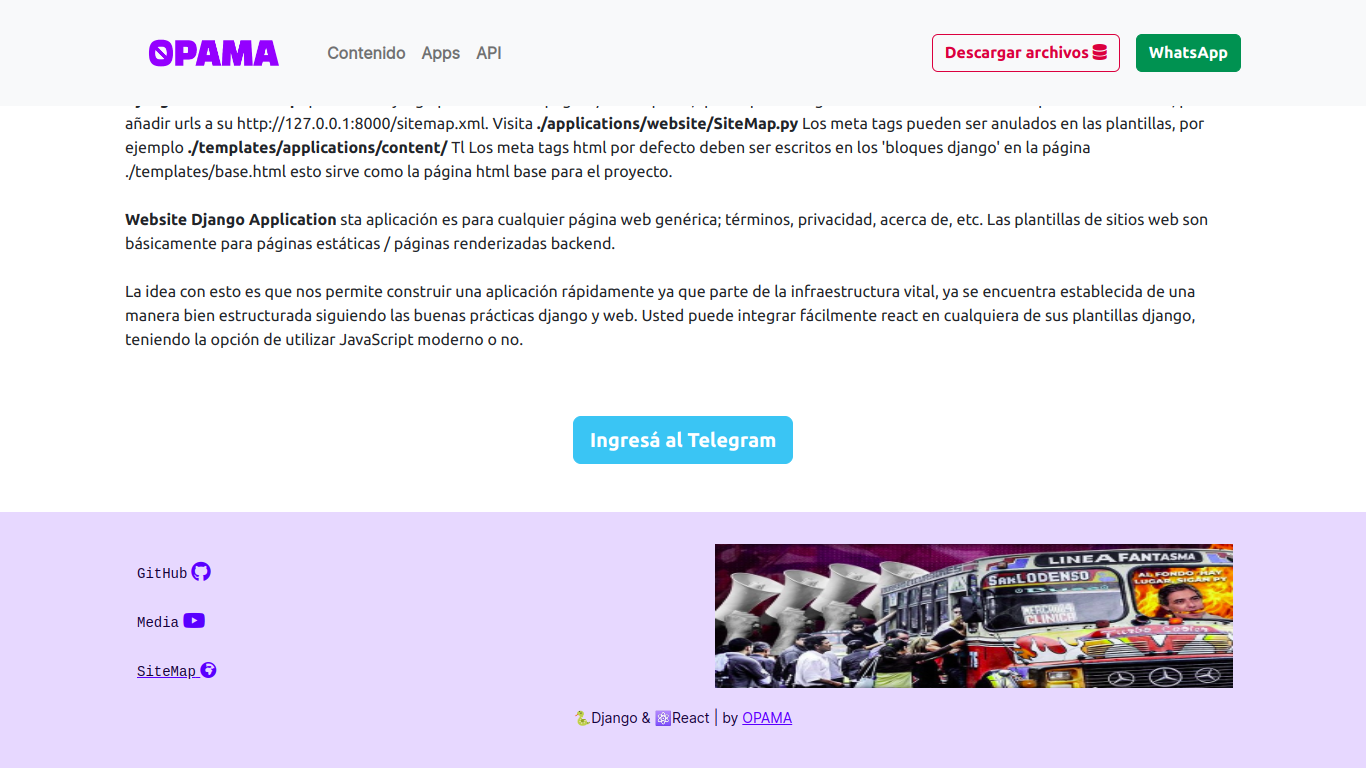 OPAMA
Contenido Apps API
Descargar archivos
WhatsApp
añadir urls a su http://127.0.0.1:8000/sitemap.xml. Visita ./applications/website/SiteMap.py Los meta tags pueden ser anulados en las plantillas, por
ejemplo ./templates/applications/content/ Tl Los meta tags html por defecto deben ser escritos en los 'bloques django' en la página
./templates/base.html esto sirve como la página html base para el proyecto.
Website Django Application sta aplicación es para cualquier página web genérica; términos, privacidad, acerca de, etc. Las plantillas de sitios web son
básicamente para páginas estáticas / páginas renderizadas backend.
La idea con esto es que nos permite construir una aplicación rápidamente ya que parte de la infraestructura vital, ya se encuentra establecida de una
manera bien estructurada siguiendo las buenas prácticas django y web. Usted puede integrar fácilmente react en cualquiera de sus plantillas django,
teniendo la opción de utilizar JavaScript moderno o no.
Ingresá al Telegram
GitHub
Media
SiteMap
LINEA FANTASMA
SAN LODENSO
AL FONDO HAY
LUGAR, SIGAN PY
MERCADO 4
CLINICA
🐍Django & ⚛️React | by OPAMA